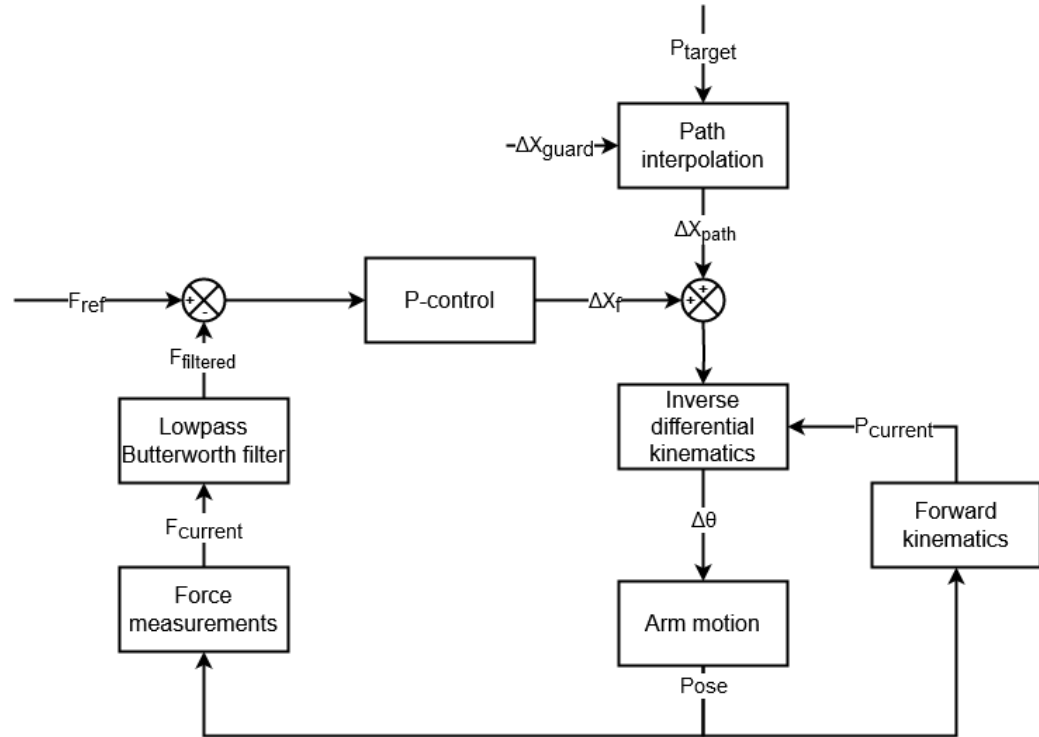 P_target
-ΔX_guard
Path
interpolation
ΔX_path
F_ref
+
-
P-control
ΔX_f
+
+
F_filtered
Lowpass
Butterworth filter
Inverse
differential
kinematics
P_current
F_current
Δθ
Forward
kinematics
Force
measurements
Arm motion
Pose